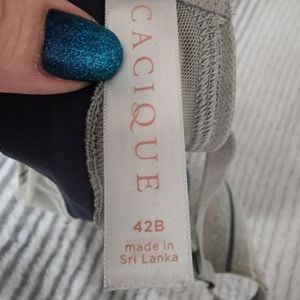 CACIQUE
42B
made in
Sri Lanka